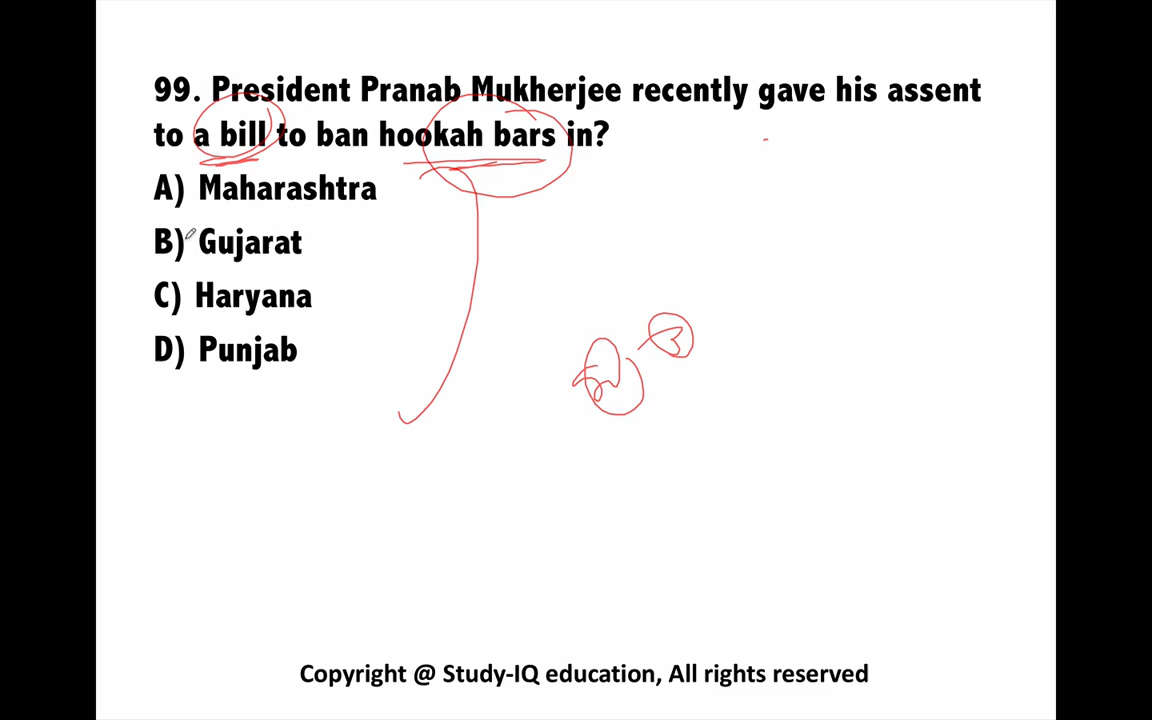 99. President Pranab Mukherjee recently gave his assent
to a bill to ban hookah bars in?
A) Maharashtra
B) Gujarat
C) Haryana
D) Punjab
Copyright @ Study-IQ education, All rights reserved